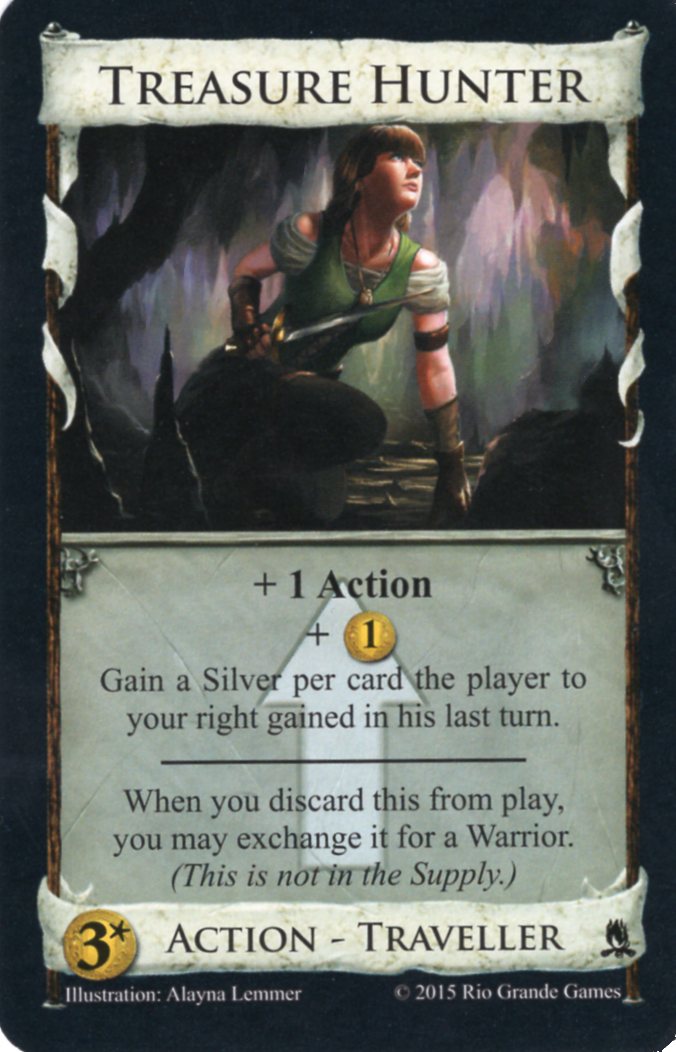 TREASURE HUNTER
+ 1 Action
+ 1
Gain a Silver per card the player to
your right gained in his last turn.
When you discard this from play,
you may exchange it for a Warrior.
(This is not in the Supply.)
3* ACTION - TRAVELLER
Illustration: Alayna Lemmer © 2015 Rio Grande Games